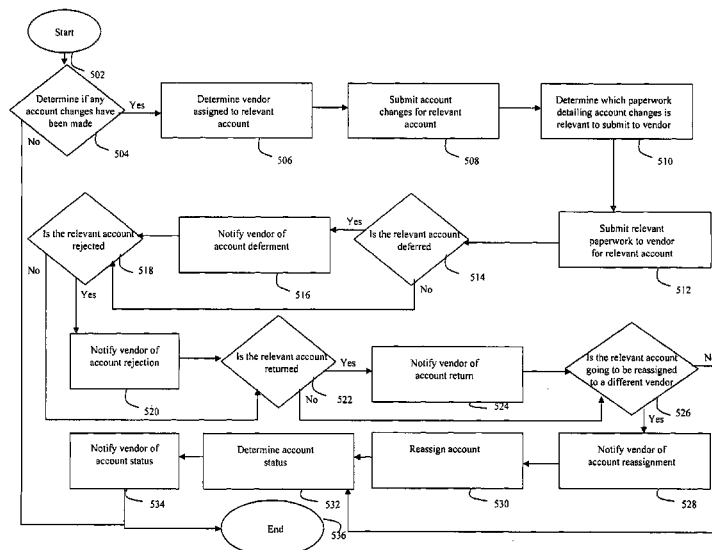 Start
502
Determine if any
account changes have
been made
Yes
No
504
Determine vendor
assigned to relevant
account
506
Submit account
changes for relevant
account
508
Determine which paperwork
detailing account changes is
relevant to submit to vendor
510
Submit relevant
paperwork to vendor
for relevant account
512
Is the relevant account
deferred
514
Yes
No
Notify vendor of
account deferment
516
Is the relevant account
rejected
518
No
Yes
Notify vendor of
account rejection
520
Is the relevant account
returned
522
Yes
No
Notify vendor of
account return
524
Is the relevant account
going to be reassigned
to a different vendor
526
Yes
Notify vendor of
account reassignment
528
Reassign account
530
Determine account
status
532
Notify vendor of
account status
534
End
536